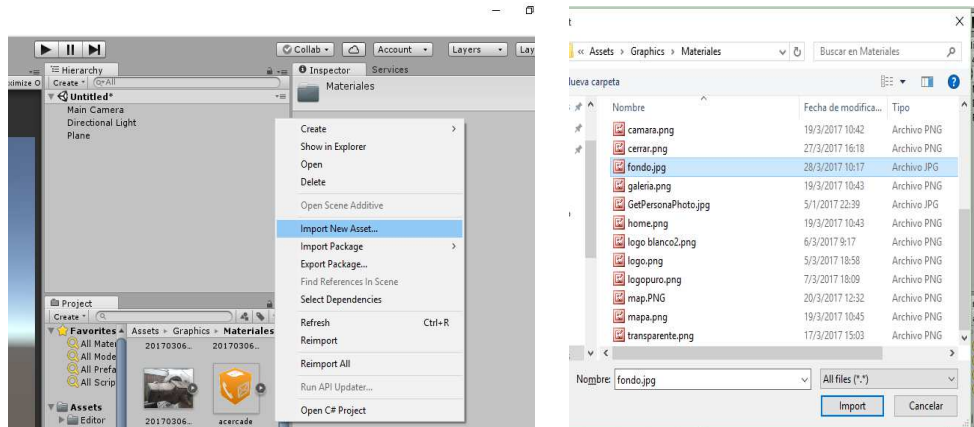 Collab
Account
Layers
Lay
Hierarchy
Inspector
Services
ximize O
Create
Q*All
Materiales
Untitled*
Main Camera
Directional Light
Plane
Create
Show in Explorer
Open
Delete
Open Scene Additive
Import New Asset...
Import Package
Export Package...
Find References In Scene
Select Dependencies
Refresh Ctrl+R
Reimport
Reimport All
Run API Updater...
Open C# Project
Project
Create
Favorites
Assets Graphics Materiales
All Mater
All Mode
All Prefa
All Scrip
20170306... 20170306...
Assets
Editor
20170306... acercade
t
« Assets › Graphics › Materiales
Buscar en Materiales
lueva carpeta
Nombre Fecha de modifica... Tipo
camara.png 19/3/2017 10:42 Archivo PNG
cerrar.png 27/3/2017 16:18 Archivo PNG
fondo.jpg 28/3/2017 10:17 Archivo JPG
galeria.png 19/3/2017 10:43 Archivo PNG
GetPersonaPhoto.jpg 5/1/2017 22:39 Archivo JPG
home.png 19/3/2017 10:43 Archivo PNG
logo blanco2.png 6/3/2017 9:17 Archivo PNG
logo.png 5/3/2017 18:58 Archivo PNG
logopuro.png 7/3/2017 18:09 Archivo PNG
map.PNG 20/3/2017 12:32 Archivo PNG
mapa.png 19/3/2017 10:45 Archivo PNG
transparente.png 17/3/2017 15:03 Archivo PNG
Nombre: fondo.jpg All files (*.*)
Import Cancelar